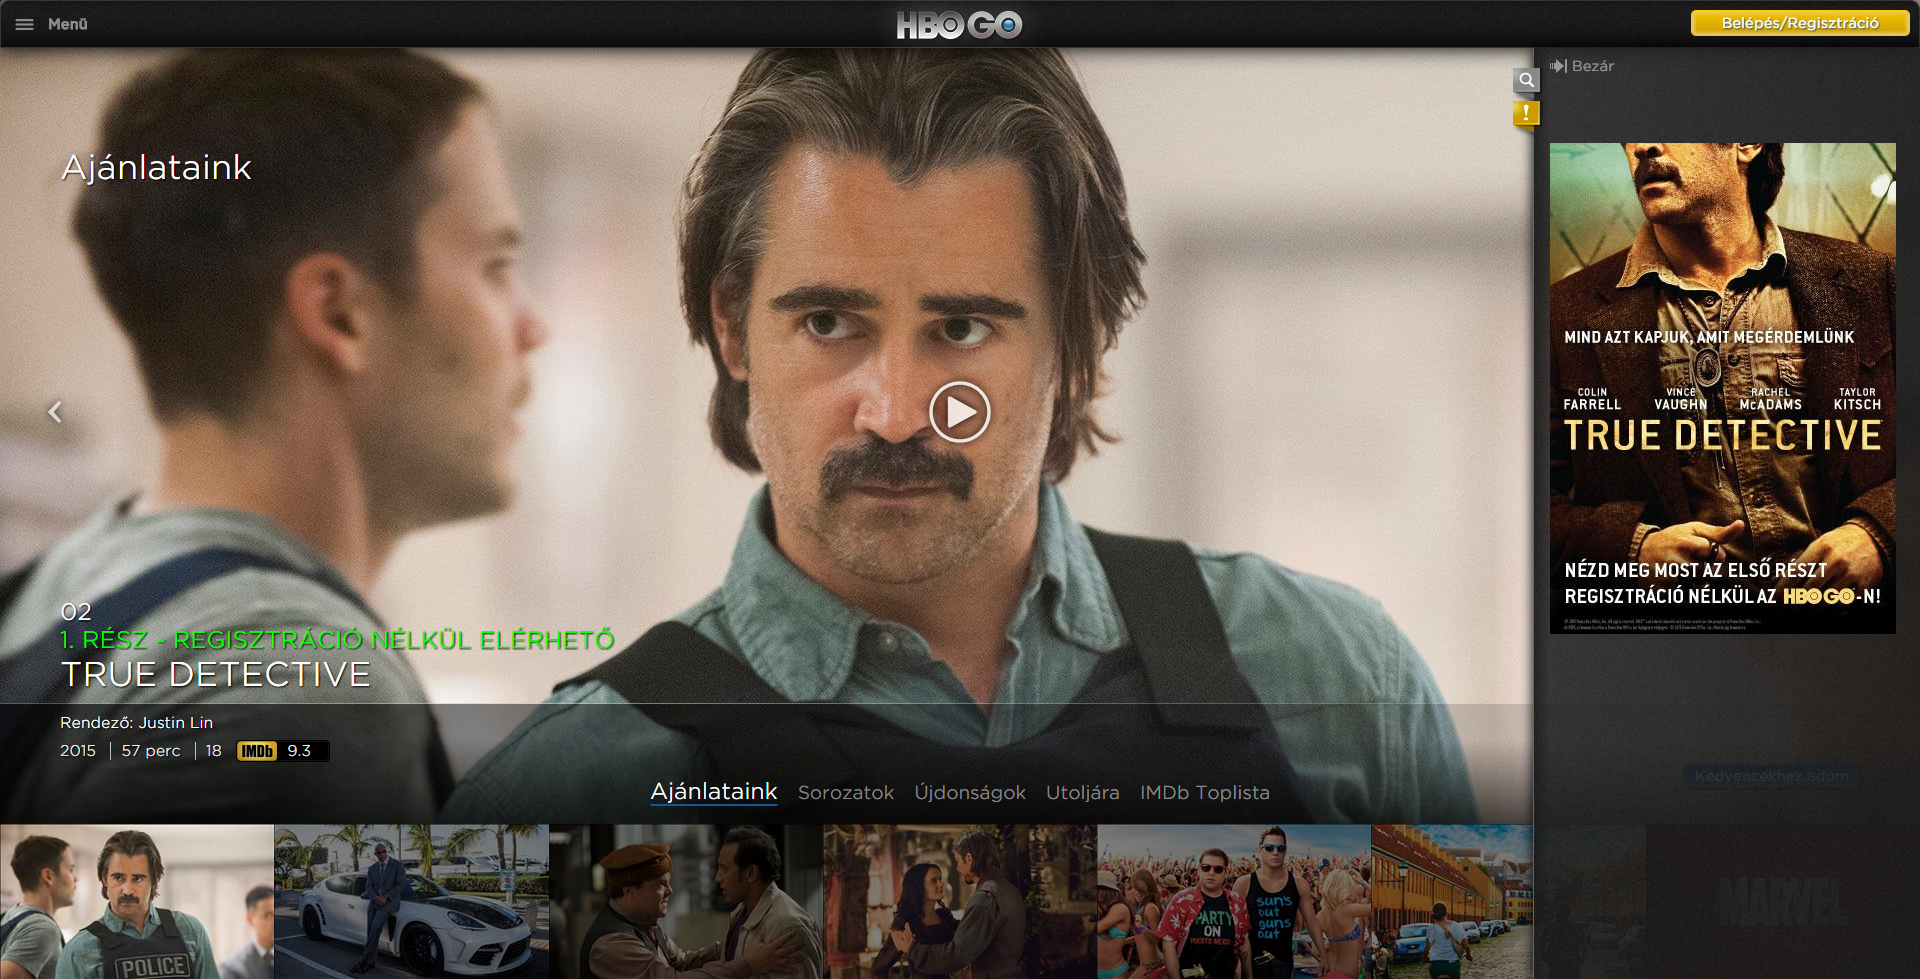 Menü
HBO GO
Belépés/Regisztráció
Bezár
!
Ajánlataink
MIND AZT KAPJUK, AMIT MEGÉRDEMLÜNK
COLIN FARRELL VINCE VAUGHN RACHEL McADAMS TAYLOR KITSCH
TRUE DETECTIVE
NÉZD MEG MOST AZ ELSŐ RÉSZT
REGISZTRÁCIÓ NÉLKÜL AZ HBO GO-N!
02
1. RÉSZ - REGISZTRÁCIÓ NÉLKÜL ELÉRHETŐ
TRUE DETECTIVE
Rendező: Justin Lin
2015 57 perc 18 IMDb 9.3
Kedvencekhez adom
Ajánlataink Sorozatok Újdonságok Utoljára IMDb Toplista
POLICE
PARTY
ON
PUERTO MEXICO
sun's
out
guns
out
MARVEL